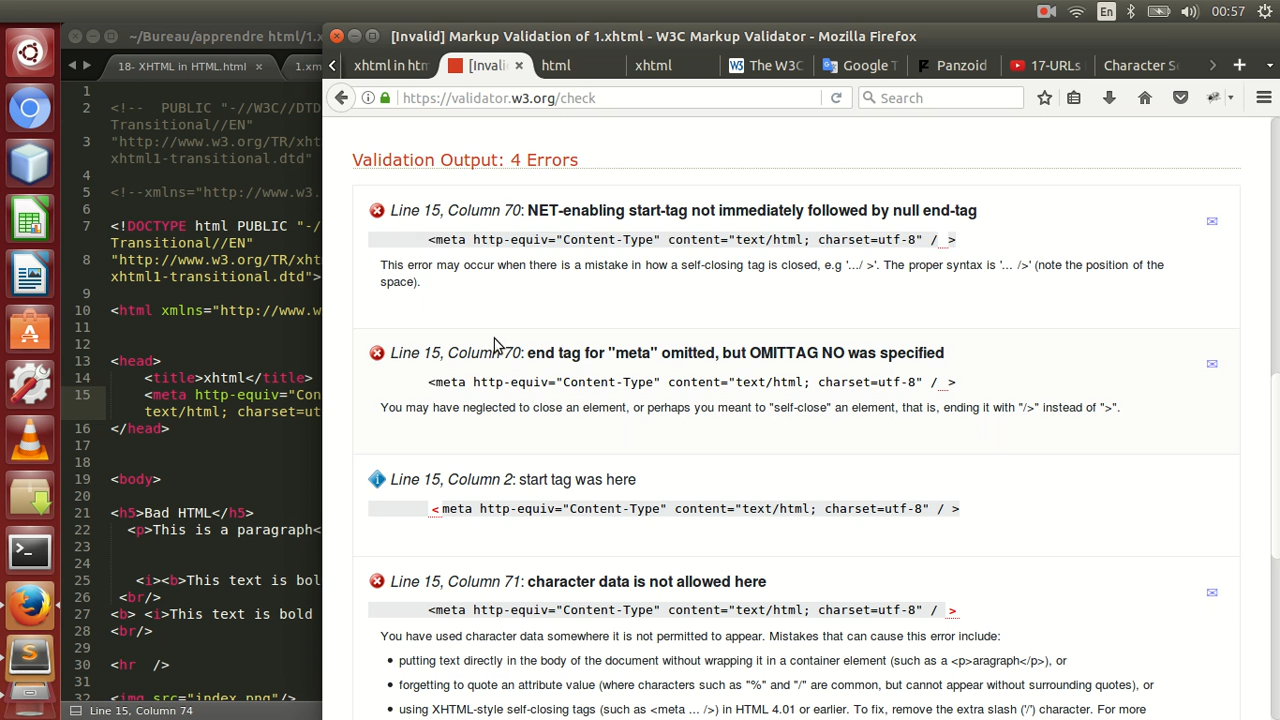 En
00:57
~/Bureau/apprendre html/1.x
[Invalid] Markup Validation of 1.xhtml - W3C Markup Validator - Mozilla Firefox
18- XHTML in HTML.html ×
1.xm
xhtml in htm
[Invali ×
html
xhtml
W3C The W3C
Google T
Panzoid
17-URLs
Character Se
https://validator.w3.org/check
Search
1
2 <!-- PUBLIC "-//W3C//DTD
Transitional//EN"
3 "http://www.w3.org/TR/xht
xhtml1-transitional.dtd"
4
5 <!--xmlns="http://www.w3.
6
7 <!DOCTYPE html PUBLIC "-/
Transitional//EN"
8 "http://www.w3.org/TR/xht
xhtml1-transitional.dtd">
9
10 <html xmlns="http://www.w
11
12
13 <head>
14 <title>xhtml</title>
15 <meta http-equiv="Con
text/html; charset=ut
16 </head>
17
18
19 <body>
20
21 <h5>Bad HTML</h5>
22 <p>This is a paragraph<
23
24
25 <i><b>This text is bol
26 <br/>
27 <b> <i>This text is bold
28 <br/>
29
30 <hr />
31
32 <img src="index.png"/>
Line 15, Column 74
Validation Output: 4 Errors
Line 15, Column 70: NET-enabling start-tag not immediately followed by null end-tag
<meta http-equiv="Content-Type" content="text/html; charset=utf-8" / >
This error may occur when there is a mistake in how a self-closing tag is closed, e.g '.../ >'. The proper syntax is '... />' (note the position of the
space).
Line 15, Column 70: end tag for "meta" omitted, but OMITTAG NO was specified
<meta http-equiv="Content-Type" content="text/html; charset=utf-8" / >
You may have neglected to close an element, or perhaps you meant to "self-close" an element, that is, ending it with "/>" instead of ">".
Line 15, Column 2: start tag was here
<meta http-equiv="Content-Type" content="text/html; charset=utf-8" / >
Line 15, Column 71: character data is not allowed here
<meta http-equiv="Content-Type" content="text/html; charset=utf-8" / >
You have used character data somewhere it is not permitted to appear. Mistakes that can cause this error include:
• putting text directly in the body of the document without wrapping it in a container element (such as a <p>aragraph</p>), or
• forgetting to quote an attribute value (where characters such as "%" and "/" are common, but cannot appear without surrounding quotes), or
• using XHTML-style self-closing tags (such as <meta ... />) in HTML 4.01 or earlier. To fix, remove the extra slash ('/') character. For more